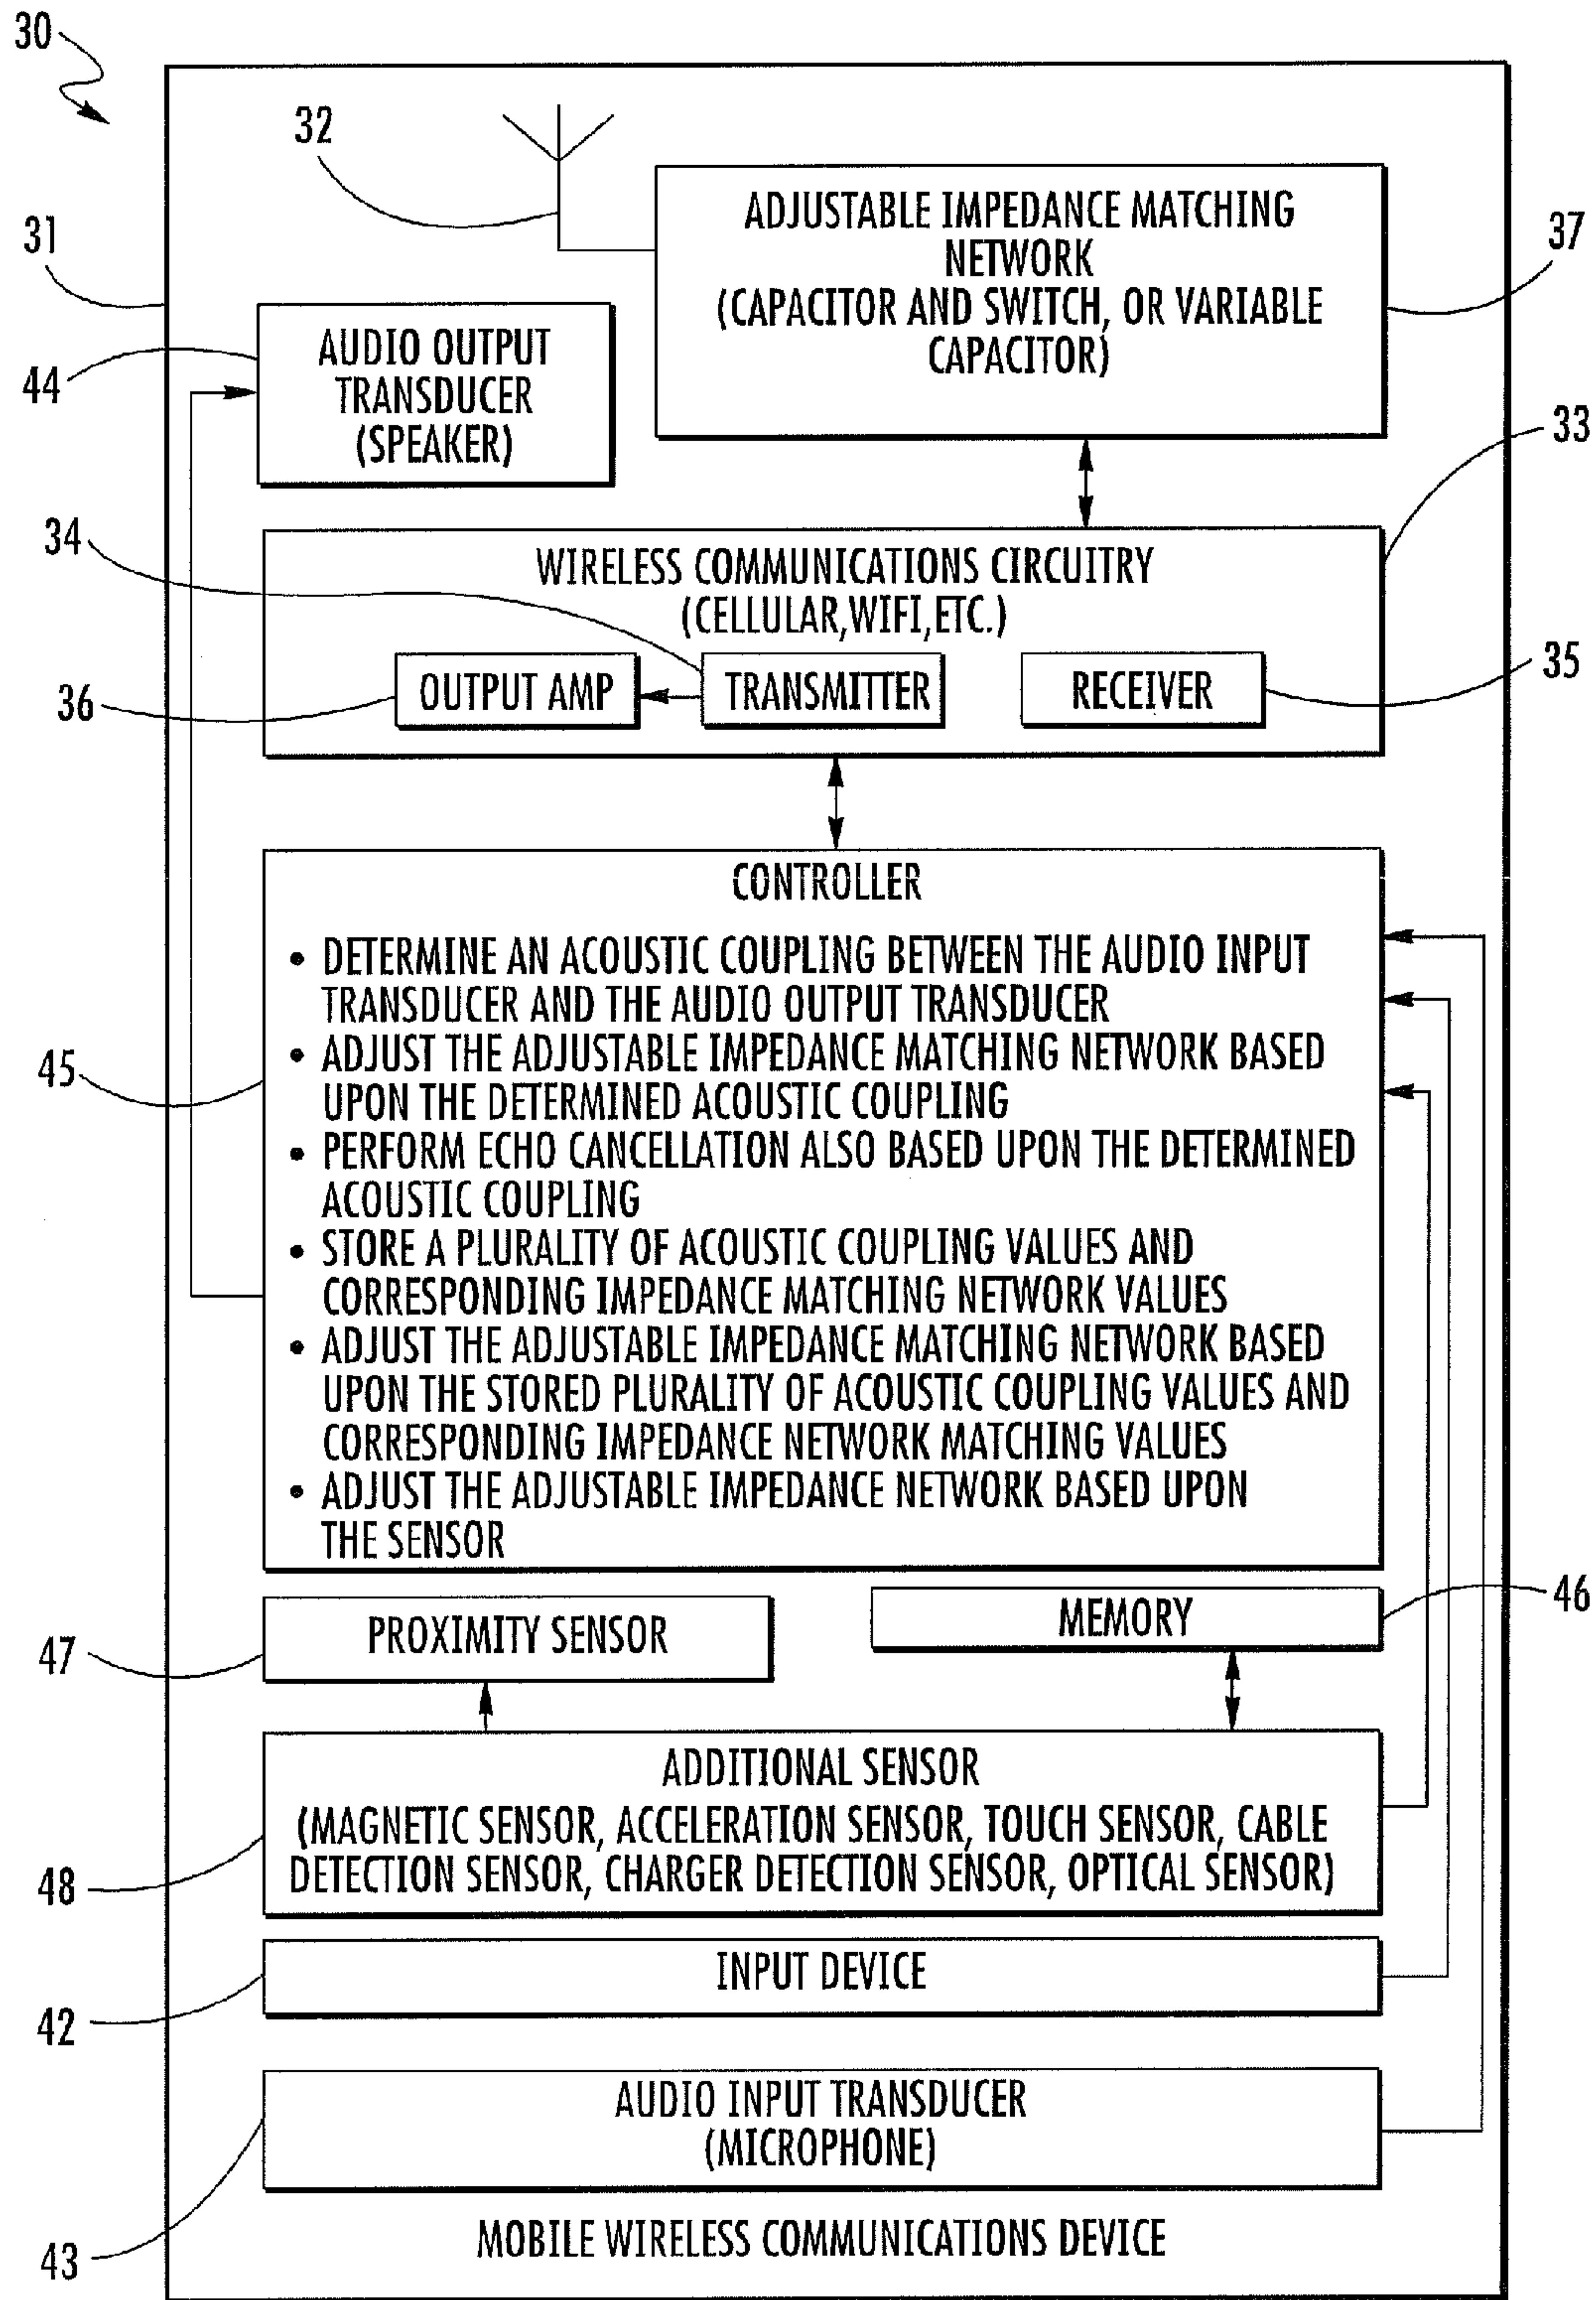 30
32
ADJUSTABLE IMPEDANCE MATCHING
NETWORK
(CAPACITOR AND SWITCH, OR VARIABLE
CAPACITOR)
37
31
AUDIO OUTPUT
TRANSDUCER
(SPEAKER)
44
33
34
WIRELESS COMMUNICATIONS CIRCUITRY
(CELLULAR,WIFI,ETC.)
OUTPUT AMP
TRANSMITTER
RECEIVER
35
36
CONTROLLER
• DETERMINE AN ACOUSTIC COUPLING BETWEEN THE AUDIO INPUT
TRANSDUCER AND THE AUDIO OUTPUT TRANSDUCER
• ADJUST THE ADJUSTABLE IMPEDANCE MATCHING NETWORK BASED
UPON THE DETERMINED ACOUSTIC COUPLING
• PERFORM ECHO CANCELLATION ALSO BASED UPON THE DETERMINED
ACOUSTIC COUPLING
• STORE A PLURALITY OF ACOUSTIC COUPLING VALUES AND
CORRESPONDING IMPEDANCE MATCHING NETWORK VALUES
• ADJUST THE ADJUSTABLE IMPEDANCE MATCHING NETWORK BASED
UPON THE STORED PLURALITY OF ACOUSTIC COUPLING VALUES AND
CORRESPONDING IMPEDANCE NETWORK MATCHING VALUES
• ADJUST THE ADJUSTABLE IMPEDANCE NETWORK BASED UPON
THE SENSOR
45
PROXIMITY SENSOR
47
MEMORY
46
ADDITIONAL SENSOR
(MAGNETIC SENSOR, ACCELERATION SENSOR, TOUCH SENSOR, CABLE
DETECTION SENSOR, CHARGER DETECTION SENSOR, OPTICAL SENSOR)
48
INPUT DEVICE
42
AUDIO INPUT TRANSDUCER
(MICROPHONE)
43
MOBILE WIRELESS COMMUNICATIONS DEVICE